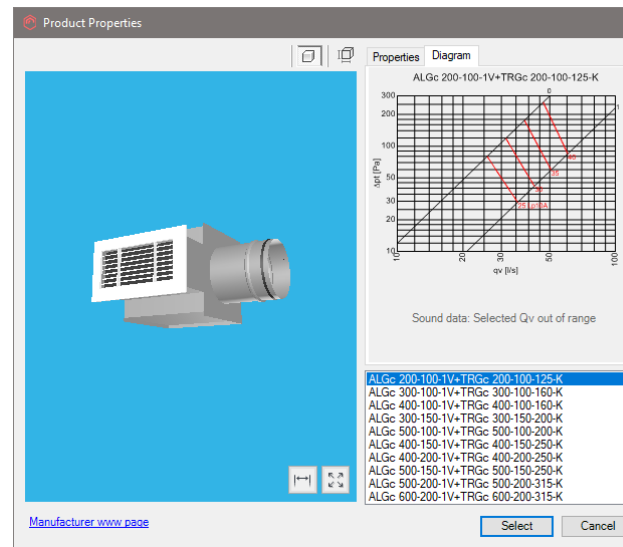 Product Properties
Properties
Diagram
ALGc 200-100-1V+TRGc 200-100-125-K
0
300
1
200
100
40
Δpt [Pa]
35
50
30
30
25 Lp10A
20
10
10
20
30
50
100
qv [l/s]
Sound data: Selected Qv out of range
ALGc 200-100-1V+TRGc 200-100-125-K
ALGc 300-100-1V+TRGc 300-100-160-K
ALGc 400-100-1V+TRGc 400-100-160-K
ALGc 300-150-1V+TRGc 300-150-200-K
ALGc 500-100-1V+TRGc 500-100-200-K
ALGc 400-150-1V+TRGc 400-150-250-K
ALGc 400-200-1V+TRGc 400-200-250-K
ALGc 500-150-1V+TRGc 500-150-250-K
ALGc 500-200-1V+TRGc 500-200-315-K
ALGc 600-200-1V+TRGc 600-200-315-K
Manufacturer www page
Select
Cancel